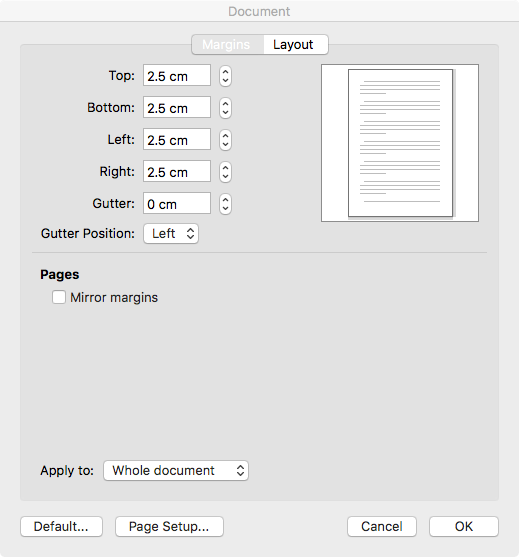 Document
Margins Layout
Top: 2.5 cm
Bottom: 2.5 cm
Left: 2.5 cm
Right: 2.5 cm
Gutter: 0 cm
Gutter Position: Left
Pages
Mirror margins
Apply to: Whole document
Default... Page Setup... Cancel OK